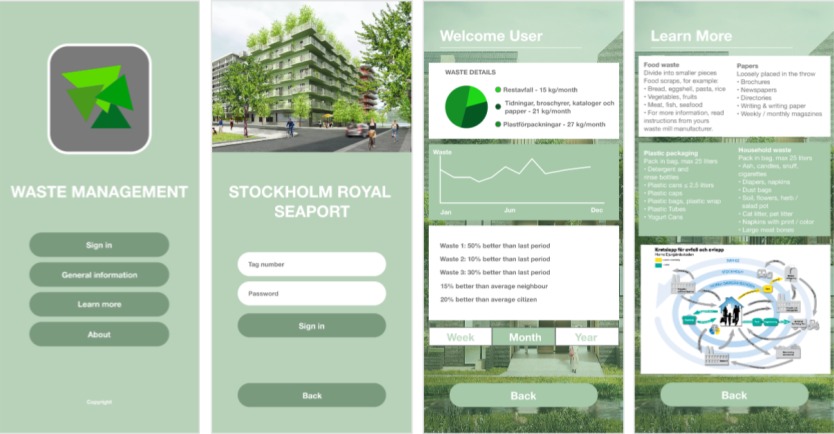 WASTE MANAGEMENT
Sign in
General information
Learn more
About
Copyright
STOCKHOLM ROYAL
SEAPORT
Tag number
Password
Sign in
Back
Welcome User
WASTE DETAILS
Restavfall - 15 kg/month
Tidningar, broschyrer, kataloger och
papper - 21 kg/month
Plastförpackningar - 27 kg/month
Waste
Jan
Jun
Dec
Waste 1: 50% better than last period
Waste 2: 10% better than last period
Waste 3: 30% better than last period
15% better than average neighbour
20% better than average citizen
Week
Month
Year
Back
Learn More
Food waste
Divide into smaller pieces
Food scraps, for example:
• Bread, eggshell, pasta, rice
• Vegetables, fruits
• Meat, fish, seafood
• For more information, read
instructions from yours
waste mill manufacturer.
Papers
Loosely placed in the throw
• Brochures
• Newspapers
• Directories
• Writing & writing paper
• Weekly / monthly magazines
Plastic packaging
Pack in bag, max 25 liters
• Detergent and
rinse bottles
• Plastic cans ≤ 2.5 liters
• Plastic cups
• Plastic bags, plastic wrap
• Plastic Tubes
• Yogurt Cans
Household waste
Pack in bag, max 25 liters
• Ash, candles, snuff,
cigarettes
• Diapers, napkins
• Dust bags
• Soil, flowers, herb /
salad pot
• Cat litter, pet litter
• Napkins with print / color
• Large meat bones
Kretslopp för avfall och avlopp
Back